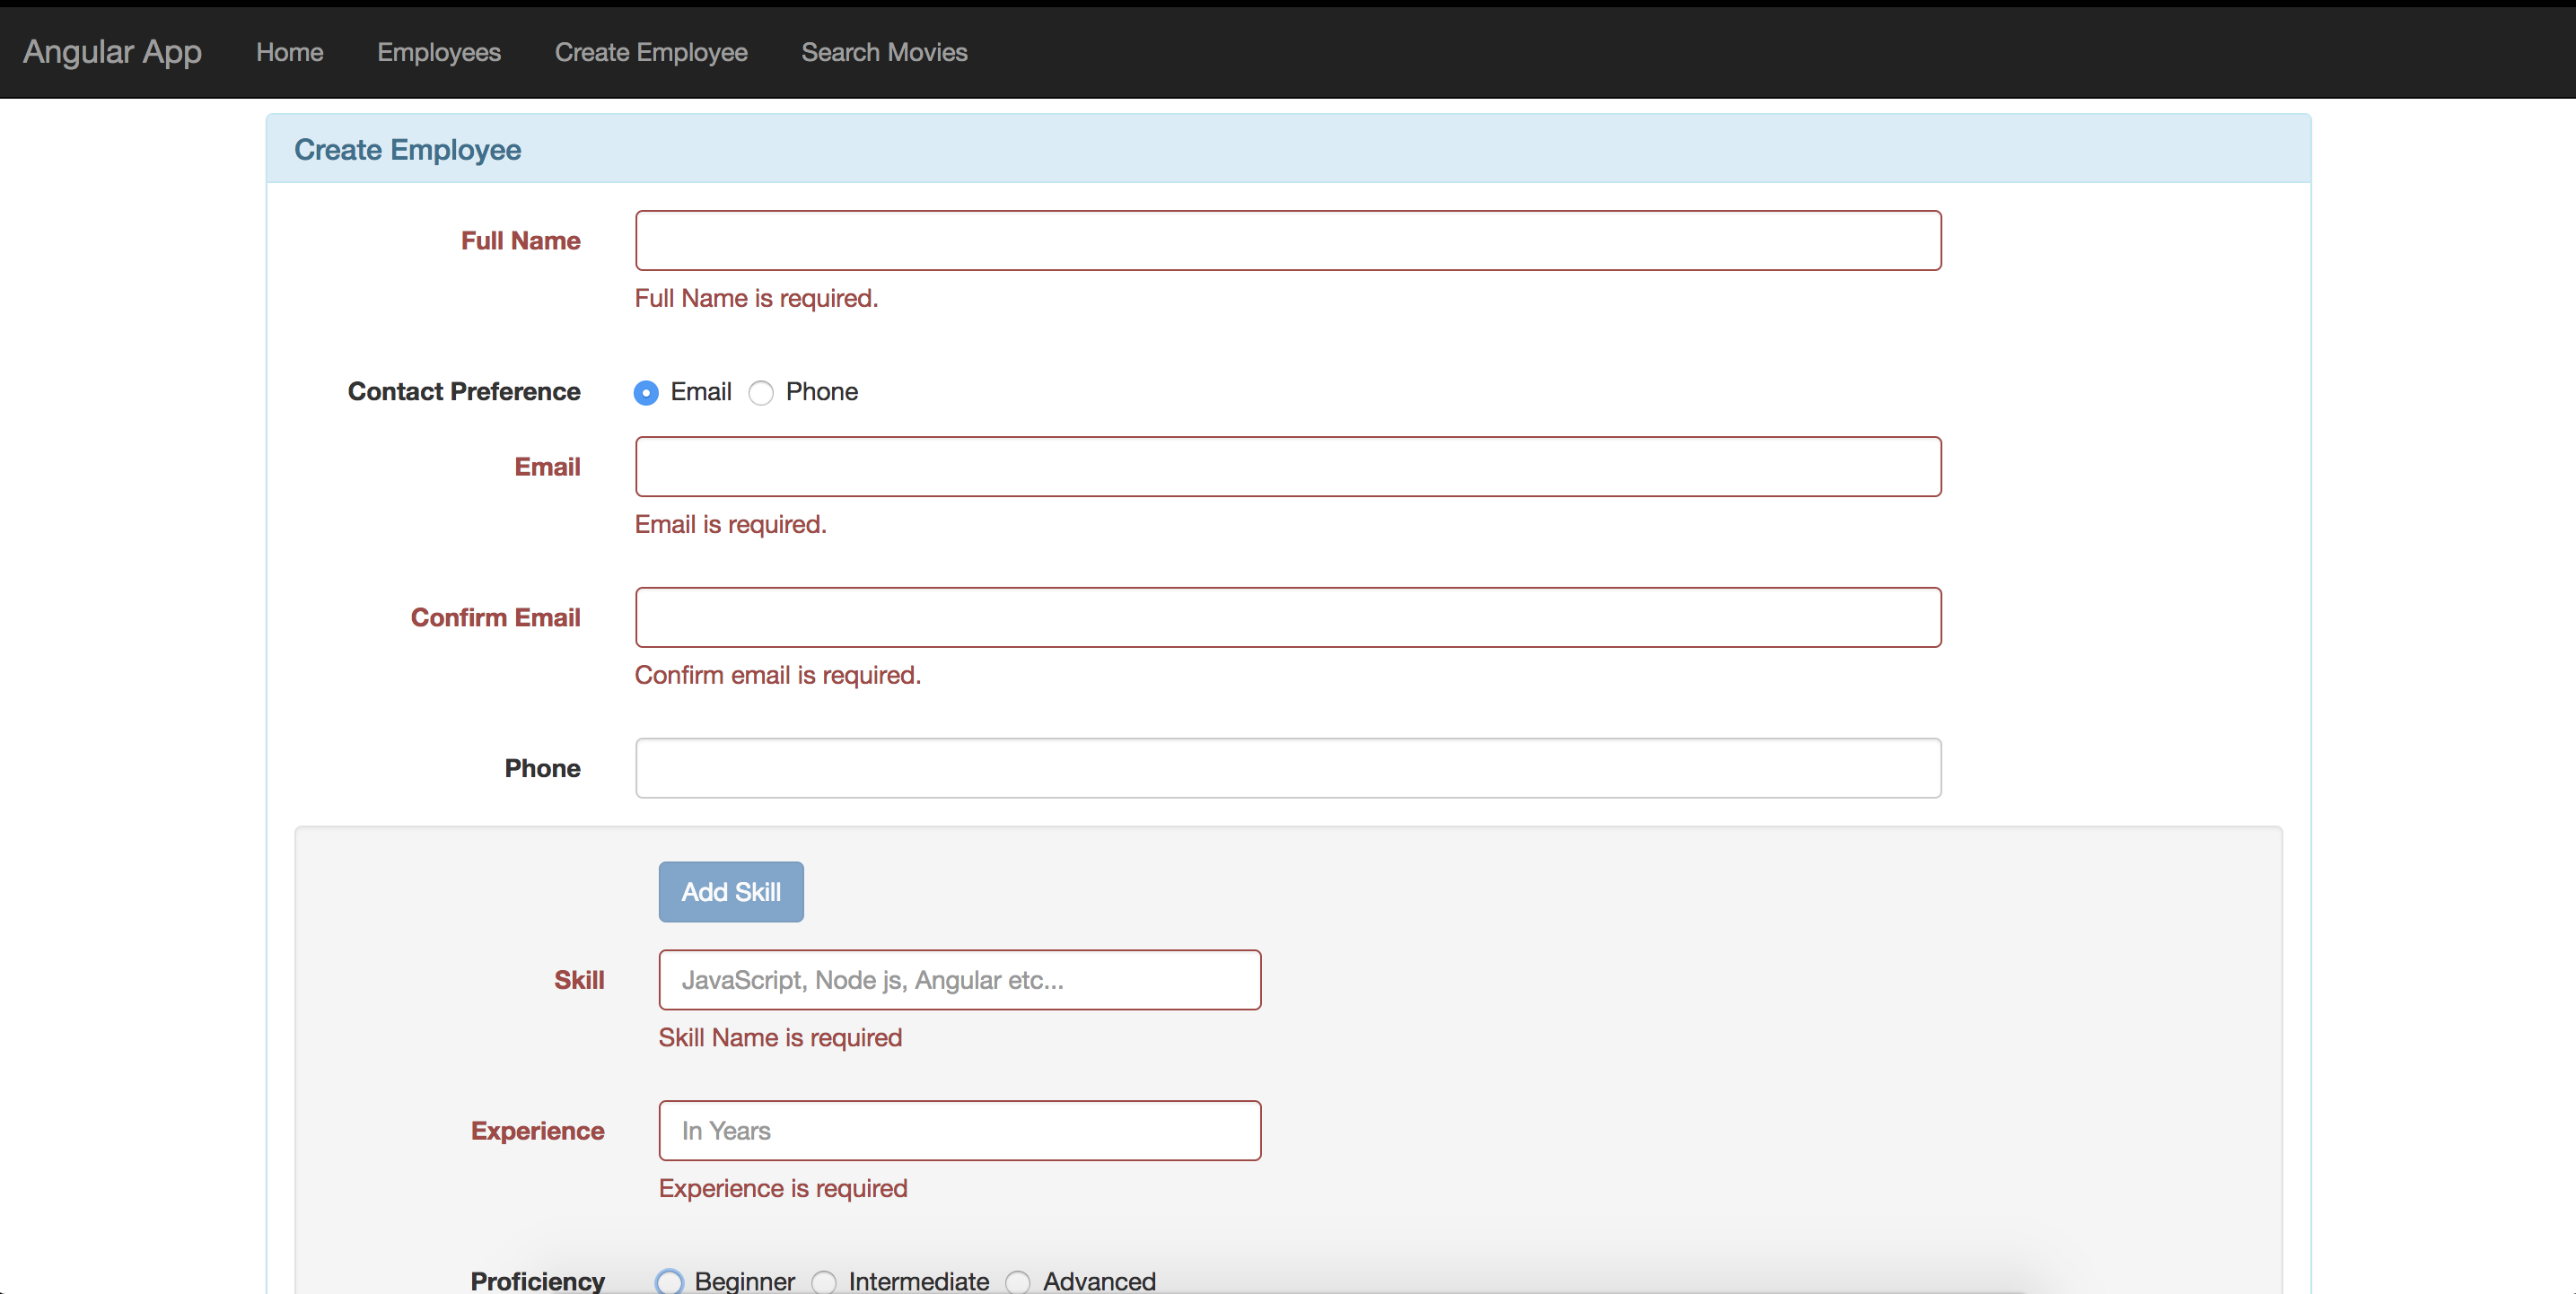 Angular App Home Employees Create Employee Search Movies
Create Employee
Full Name
Full Name is required.
Contact Preference Email Phone
Email
Email is required.
Confirm Email
Confirm email is required.
Phone
Add Skill
Skill JavaScript, Node js, Angular etc...
Skill Name is required
Experience In Years
Experience is required
Proficiency Beginner Intermediate Advanced